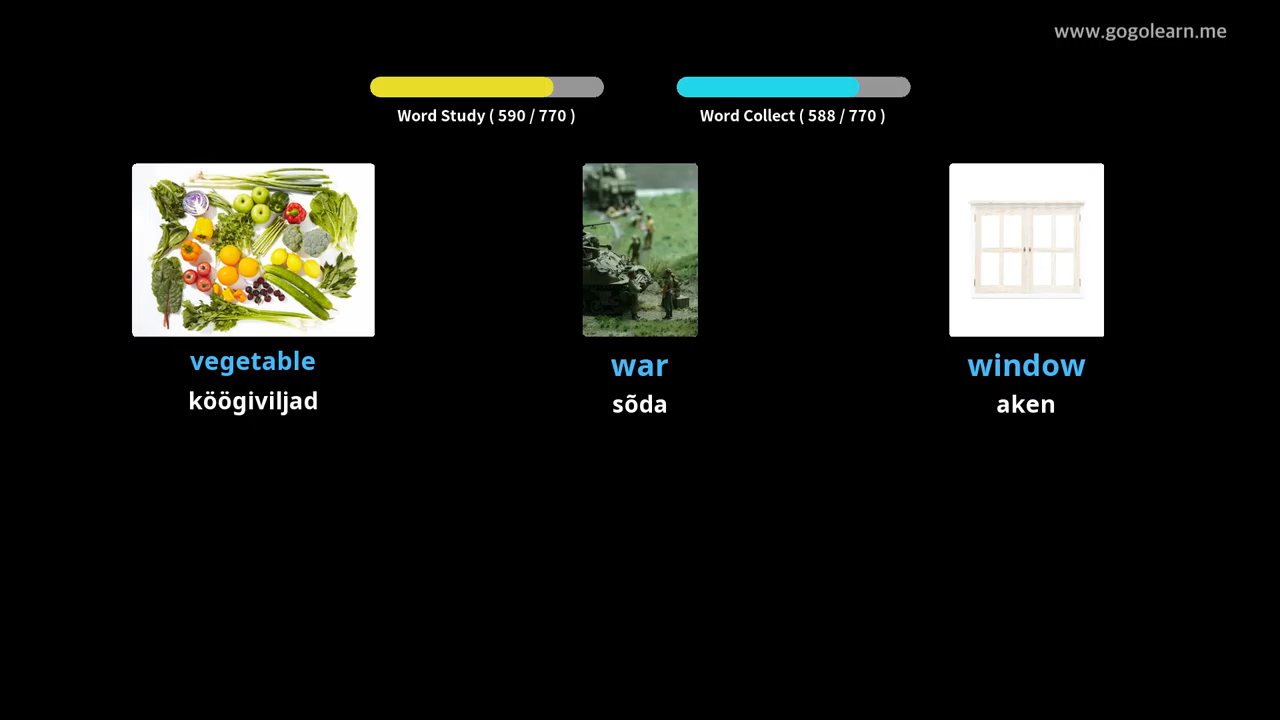 www.gogolearn.me
Word Study ( 590 / 770 )
Word Collect ( 588 / 770 )
vegetable
köögiviljad
war
sõda
window
aken